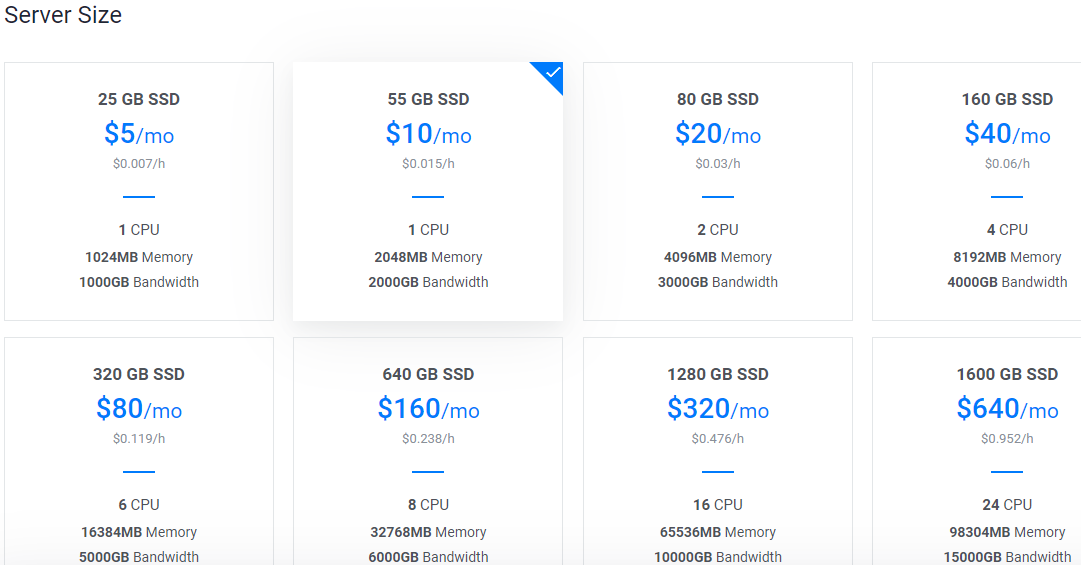 Server Size
25 GB SSD
$5/mo
$0.007/h
1 CPU
1024MB Memory
1000GB Bandwidth
55 GB SSD
$10/mo
$0.015/h
1 CPU
2048MB Memory
2000GB Bandwidth
80 GB SSD
$20/mo
$0.03/h
2 CPU
4096MB Memory
3000GB Bandwidth
160 GB SSD
$40/mo
$0.06/h
4 CPU
8192MB Memory
4000GB Bandwidth
320 GB SSD
$80/mo
$0.119/h
6 CPU
16384MB Memory
5000GB Bandwidth
640 GB SSD
$160/mo
$0.238/h
8 CPU
32768MB Memory
6000GB Bandwidth
1280 GB SSD
$320/mo
$0.476/h
16 CPU
65536MB Memory
10000GB Bandwidth
1600 GB SSD
$640/mo
$0.952/h
24 CPU
98304MB Memory
15000GB Bandwidth